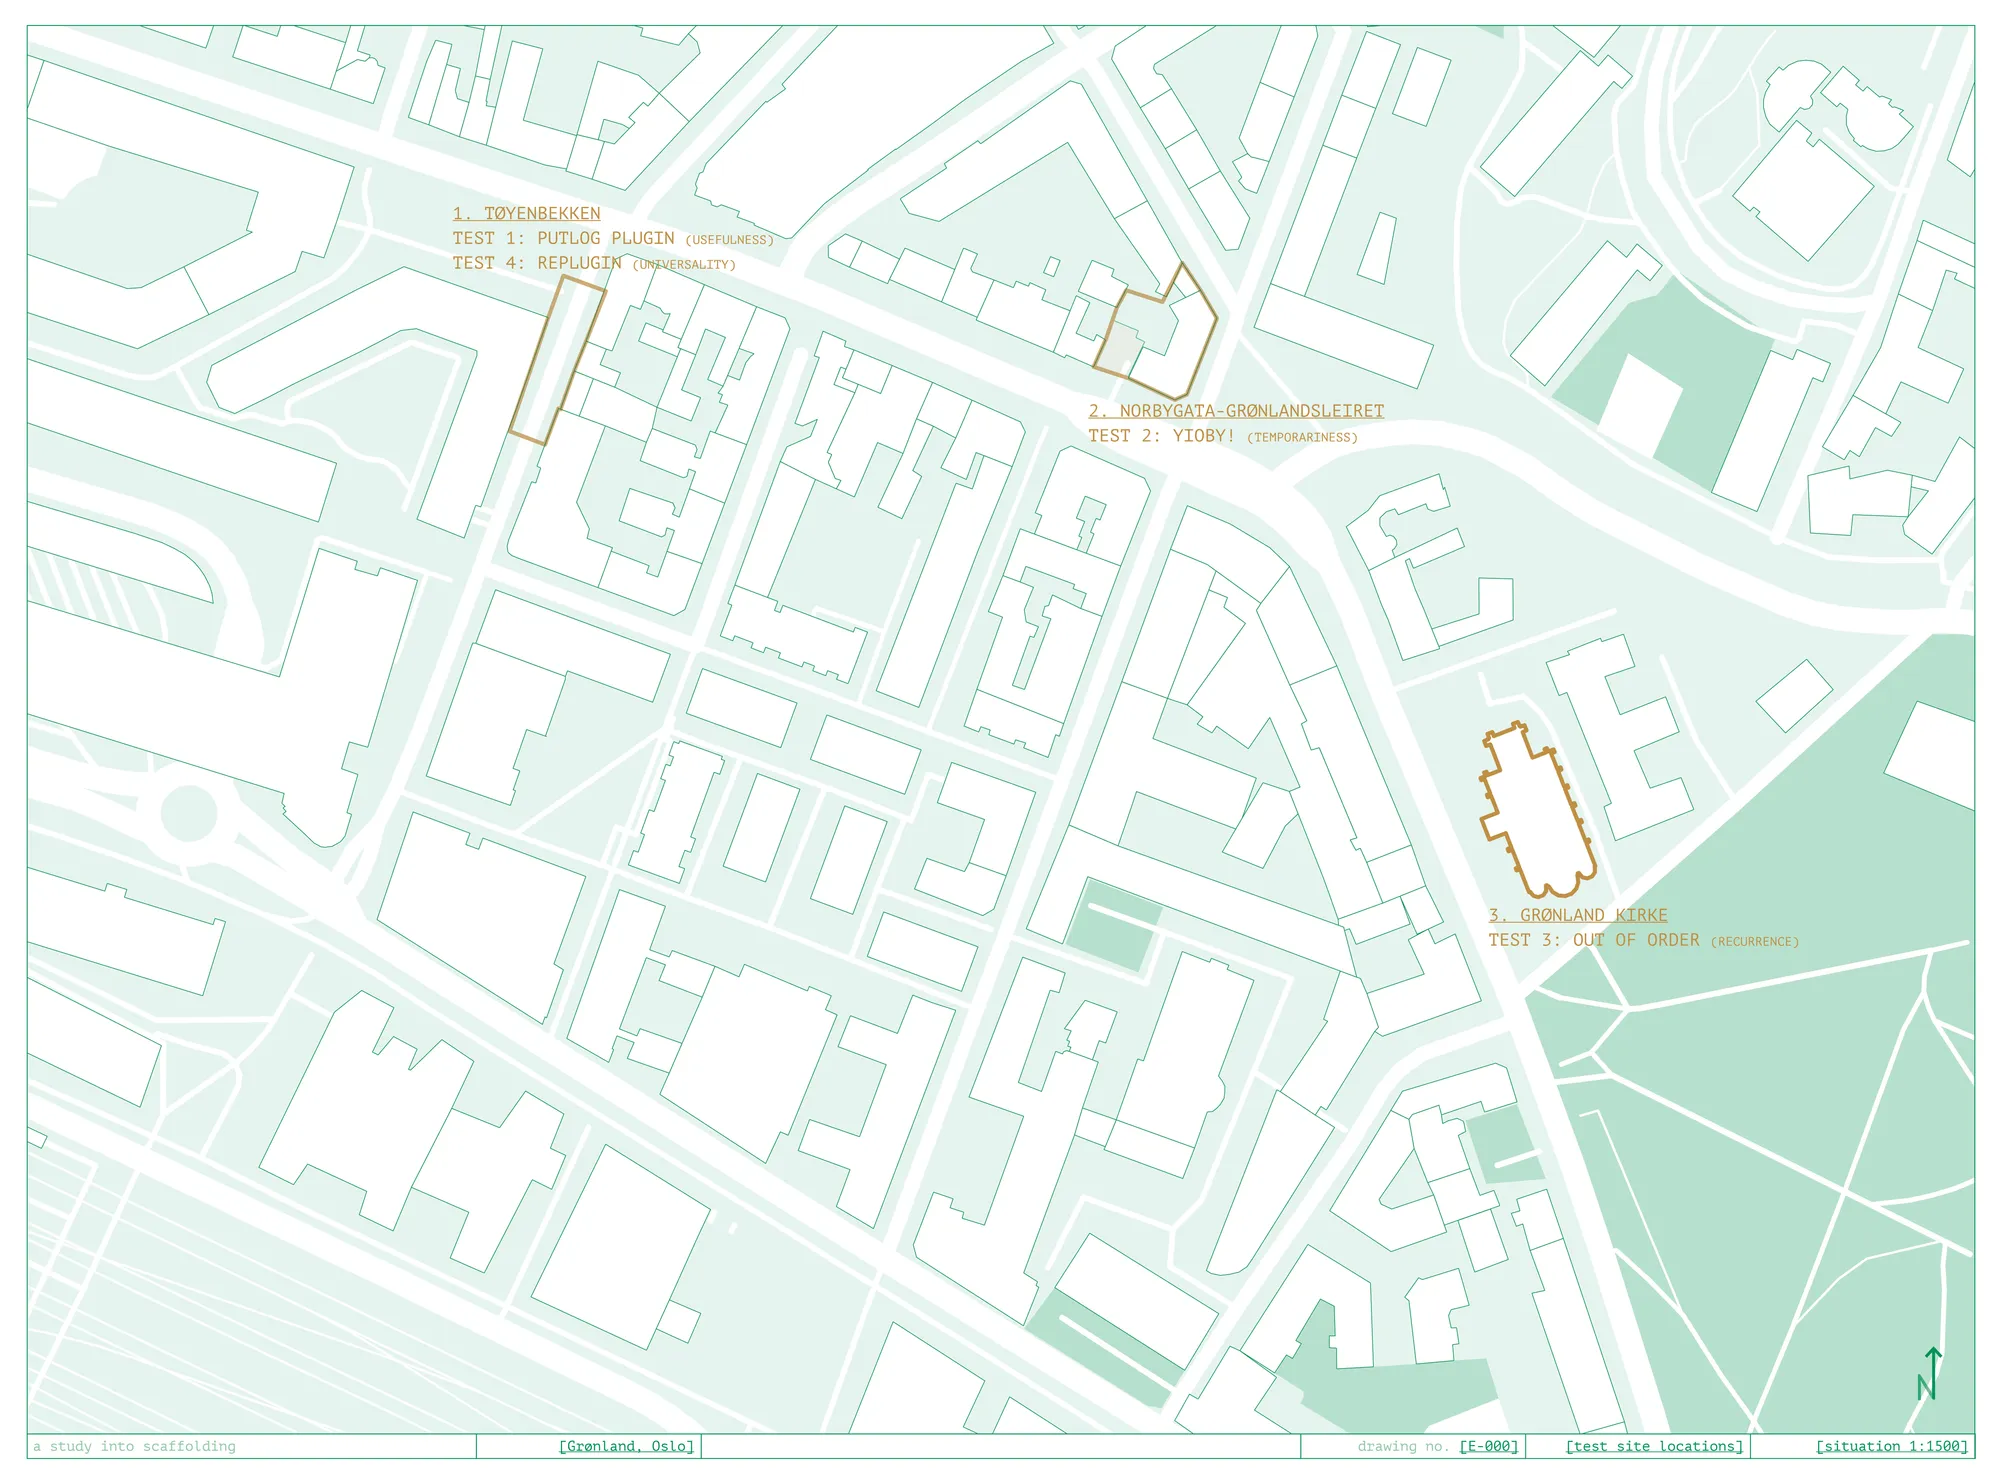 1. TØYENBEKKEN
TEST 1: PUTLOG PLUGIN (USEFULNESS)
TEST 4: REPLUGIN (UNIVERSALITY)
2. NORBYGATA-GRØNLANDSLEIRET
TEST 2: YIOBY! (TEMPORARINESS)
3. GRØNLAND KIRKE
TEST 3: OUT OF ORDER (RECURRENCE)
N
a study into scaffolding
[Grønland, Oslo]
drawing no. [E-000]
[test site locations]
[situation 1:1500]